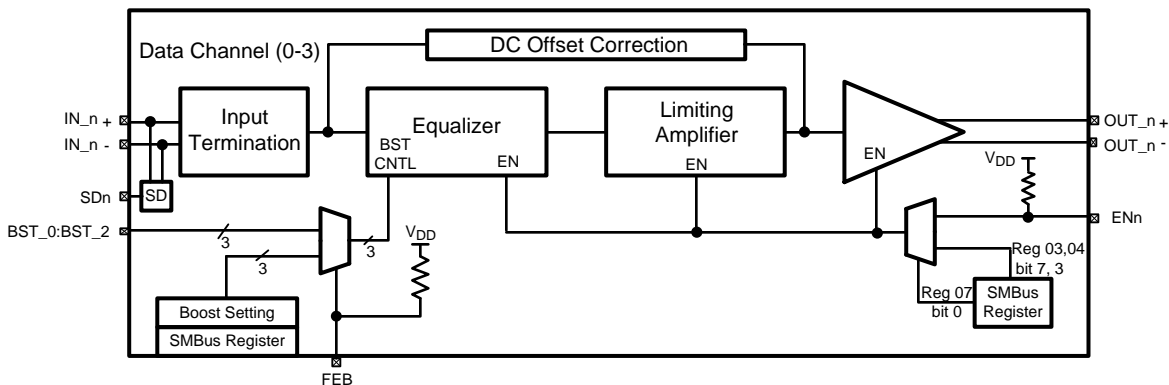 DC Offset Correction
Data Channel (0-3)
IN_n +
IN_n -
SDn
SD
BST_0:BST_2
Input
Termination
Equalizer
BST
CNTL
EN
Limiting
Amplifier
EN
EN
OUT_n +
OUT_n -
VDD
ENn
3
3
3
VDD
Reg 03,04
bit 7, 3
Reg 07
bit 0
SMBus
Register
Boost Setting
SMBus Register
FEB